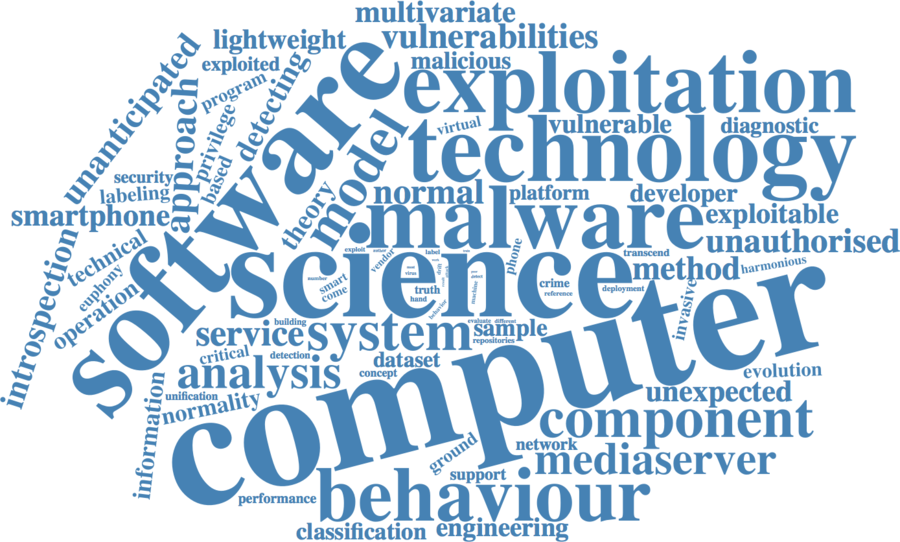 multivariate
lightweight
vulnerabilities
exploited
malicious
unanticipated
program
detecting
software
exploitation
approach
privilege
virtual
vulnerable
diagnostic
technology
model
security
based
labeling
normal
platform
developer
smartphone
theory
malware
exploitable
unauthorised
introspection
technical
science
exploit
vendor
label
phone
transcend
method
harmonious
euphony
operation
number
smart
come
virus
truth
hand
machine
behavior
crime
reference
deployment
invasive
building
service
system
evaluate
different
sample
repositories
computer
critical
detection
dataset
concept
analysis
evolution
unification
normality
information
unexpected
component
ground
network
mediaserver
support
performance
behaviour
classification
engineering